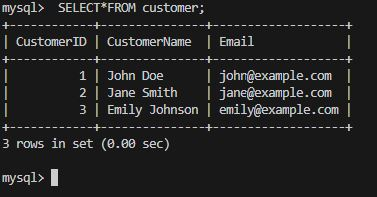 mysql>  SELECT*FROM customer;
+------------+---------------+-------------------+
| CustomerID | CustomerName  | Email             |
+------------+---------------+-------------------+
|          1 | John Doe      | john@example.com  |
|          2 | Jane Smith    | jane@example.com  |
|          3 | Emily Johnson | emily@example.com |
+------------+---------------+-------------------+
3 rows in set (0.00 sec)
mysql>